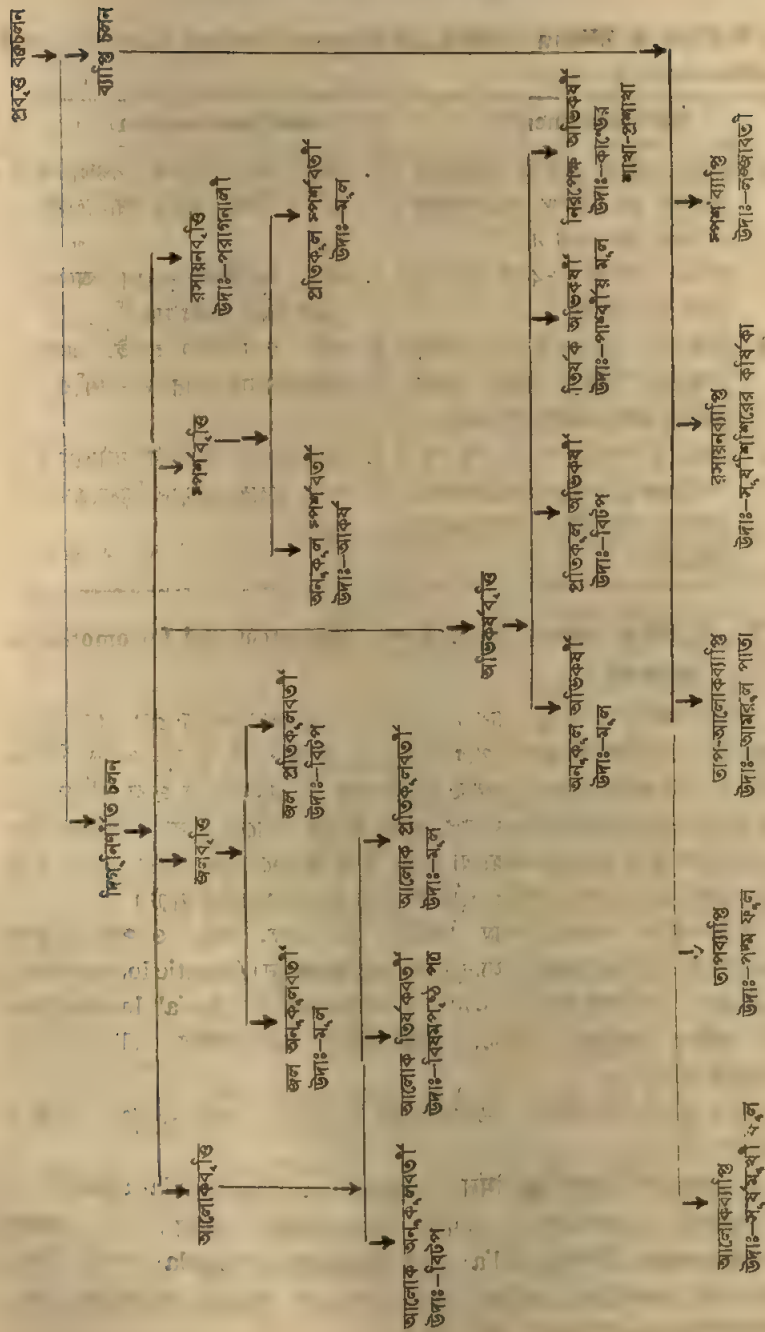 প্রবৃত্ত বক্রচলন
দিগ্‌নির্ণীত চলন
ব্যাপ্তি চলন
আলোকবৃত্তি
জলবৃত্তি
স্পর্শবৃত্তি
রসায়নবৃত্তি
উদাঃ—পরাগনালী
জল অনুকূলবর্তী
উদাঃ—মূল
জল প্রতিকূলবর্তী
উদাঃ—বিটপ
অনুকূল স্পর্শবর্তী
উদাঃ—আকর্ষ
প্রতিকূল স্পর্শবর্তী
উদাঃ—মূল
আলোক অনুকূলবর্তী
উদাঃ—বিটপ
আলোক তির্যকবর্তী
উদাঃ—বিষমপৃষ্ঠ পত্র
আলোক প্রতিকূলবর্তী
উদাঃ—মূল
অভিকর্ষবৃত্তি
অনুকূল অভিকর্ষী
উদাঃ—মূল
প্রতিকূল অভিকর্ষী
উদাঃ—বিটপ
তির্যক অভিকর্ষী
উদাঃ—পার্শ্বীয় মূল
নিরপেক্ষ অভিকর্ষী
উদাঃ—কাণ্ডের
শাখা-প্রশাখা
আলোকব্যাপ্তি
উদাঃ—সূর্যমুখী ফুল
তাপব্যাপ্তি
উদাঃ—পদ্ম ফুল
তাপ-আলোকব্যাপ্তি
উদাঃ—আমরুল পাতা
রসায়নব্যাপ্তি
উদাঃ—সূর্যশিশিরের কর্ষিকা
স্পর্শব্যাপ্তি
উদাঃ—লজ্জাবতী